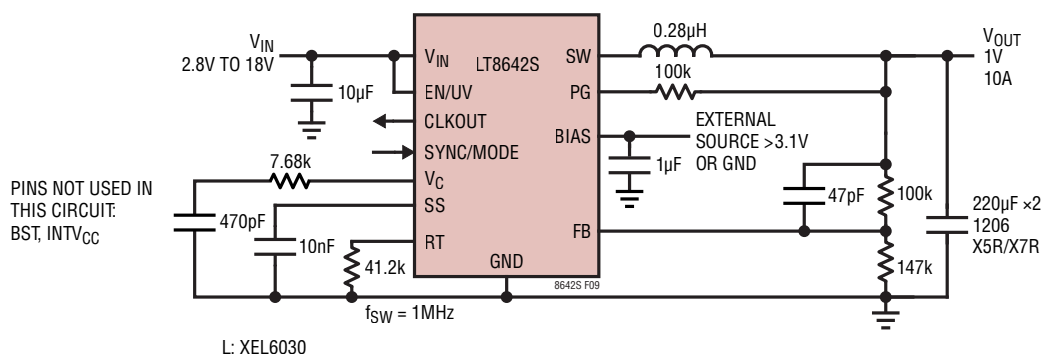 V_IN
2.8V TO 18V
10µF
V_IN
EN/UV
CLKOUT
SYNC/MODE
V_C
SS
RT
LT8642S
SW
PG
BIAS
FB
GND
8642S F09
0.28µH
100k
EXTERNAL
SOURCE >3.1V
OR GND
1µF
V_OUT
1V
10A
47pF
100k
147k
220µF ×2
1206
X5R/X7R
7.68k
PINS NOT USED IN
THIS CIRCUIT:
BST, INTV_CC
470pF
10nF
41.2k
f_SW = 1MHz
L: XEL6030